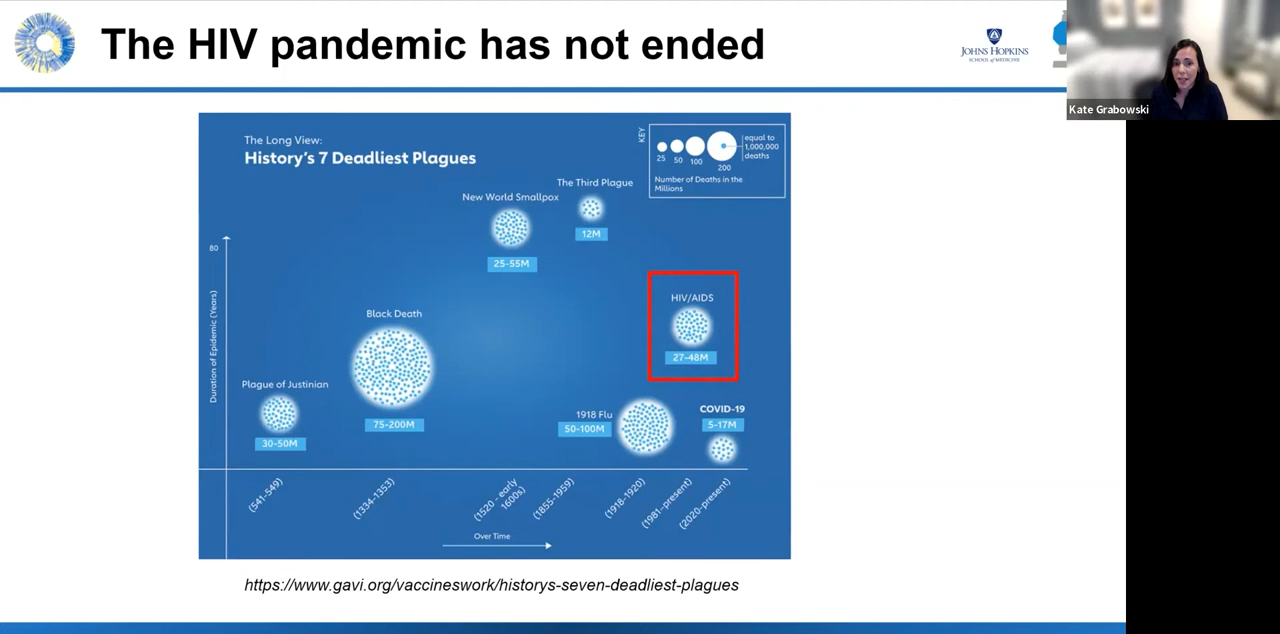 The HIV pandemic has not ended
JOHNS HOPKINS
SCHOOL of MEDICINE
Kate Grabowski
The Long View:
History's 7 Deadliest Plagues
KEY
25
50
100
200
equal to
1,000,000
deaths
Number of Deaths in the
Millions
The Third Plague
12M
New World Smallpox
25-55M
80
Duration of Epidemic (Years)
HIV/AIDS
27-48M
Black Death
75-200M
Plague of Justinian
30-50M
1918 Flu
50-100M
COVID-19
5-17M
(541-549)
(1334-1353)
(1520 - early
1600s)
(1855-1959)
(1918-1920)
(1981-present)
(2020-present)
Over Time
https://www.gavi.org/vaccineswork/historys-seven-deadliest-plagues